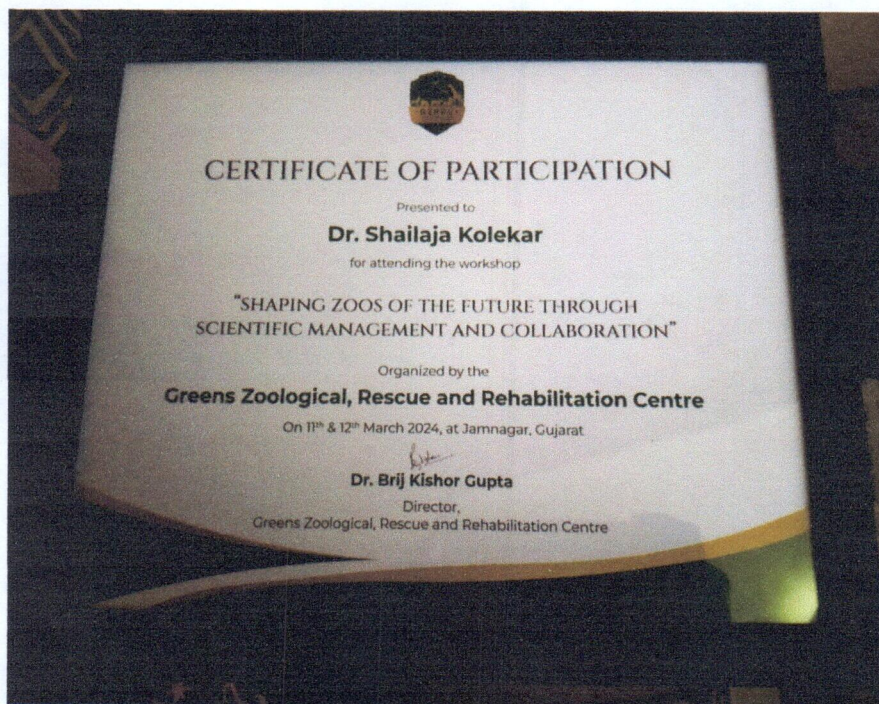 CERTIFICATE OF PARTICIPATION
Presented to
Dr. Shailaja Kolekar
for attending the workshop
"SHAPING ZOOS OF THE FUTURE THROUGH
SCIENTIFIC MANAGEMENT AND COLLABORATION"
Organized by the
Greens Zoological, Rescue and Rehabilitation Centre
On 11th & 12th March 2024, at Jamnagar, Gujarat
Dr. Brij Kishor Gupta
Director,
Greens Zoological, Rescue and Rehabilitation Centre